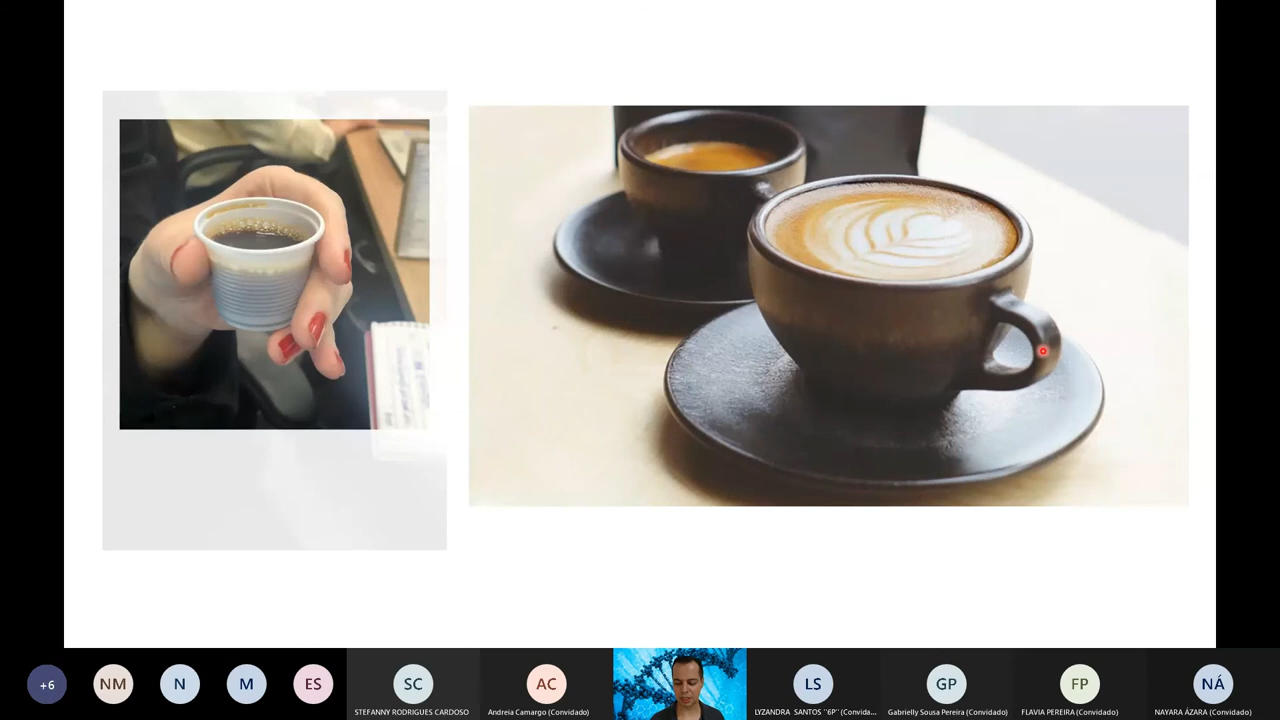 +6
NM
N
M
ES
SC
STEFANNY RODRIGUES CARDOSO
AC
Andreia Camargo (Convidado)
LS
LYZANDRA SANTOS "6P" (Convida...
GP
Gabrielly Sousa Pereira (Convidado)
FP
FLAVIA PEREIRA (Convidado)
NÁ
NAYARA ÁZARA (Convidado)